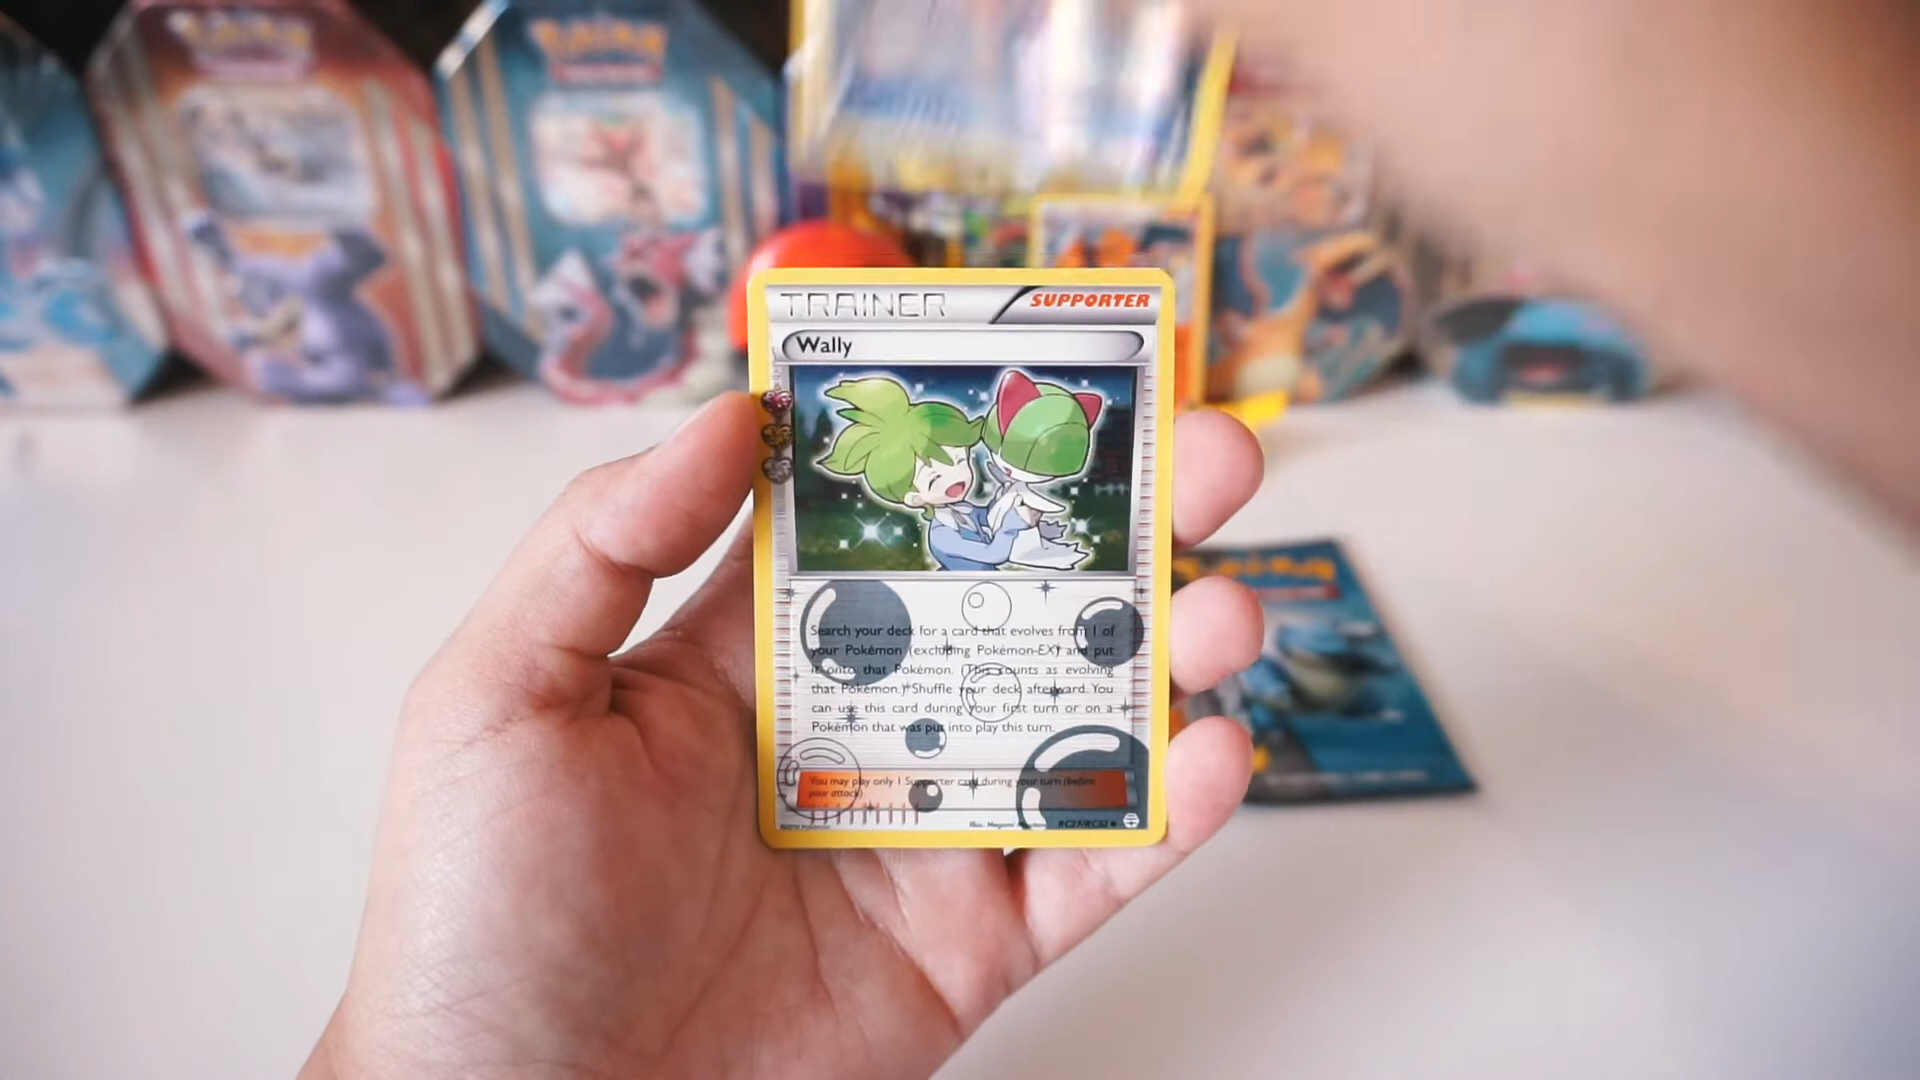 TRAINER SUPPORTER
Wally
Search your deck for a card that evolves from 1 of
your Pokémon (excluding Pokémon-EX) and put
it onto that Pokémon. (This counts as evolving
that Pokémon.) Shuffle your deck afterward. You
can use this card during your first turn or on a
Pokémon that was put into play this turn.
You may play only 1 Supporter card during your turn (before
your attack).
RC27/RC32